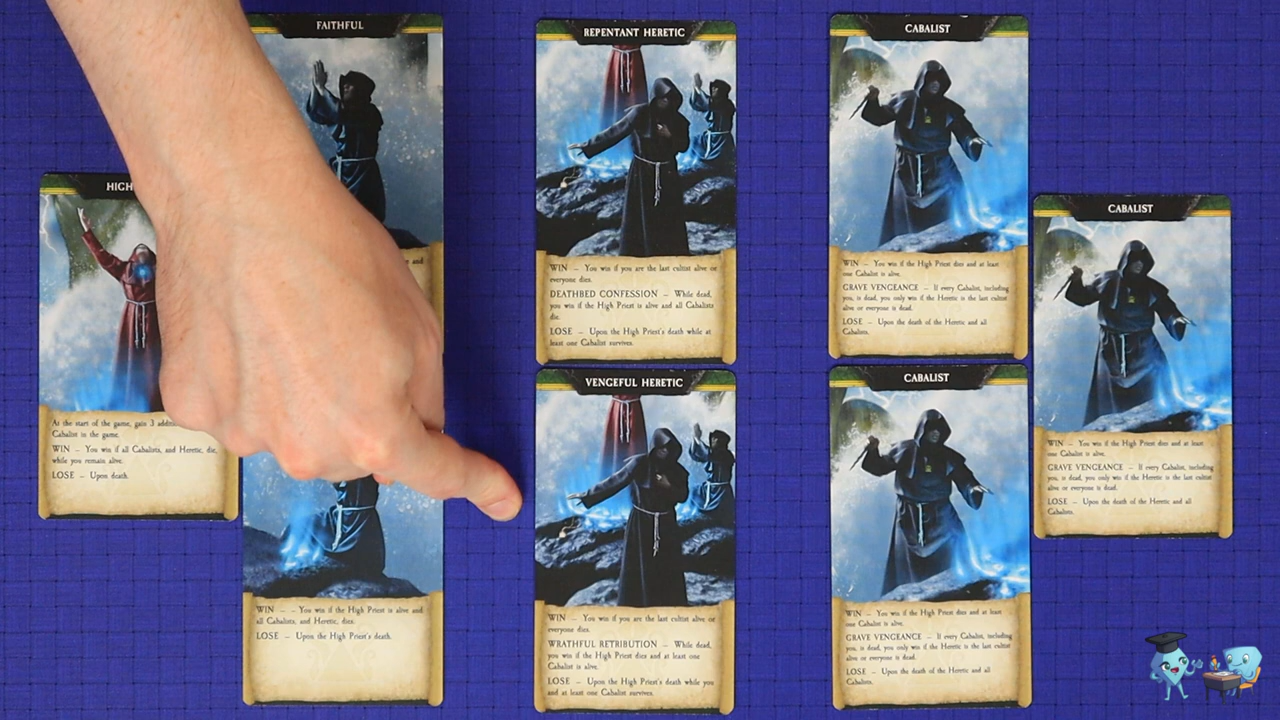 FAITHFUL
and
HIGH
At the start of the game, gain 3
Cabalist in the game.
WIN – You win if all Cabalists, and Heretic, die,
while you remain alive.
LOSE – Upon death.
WIN – – You win if the High Priest is alive and
all Cabalists, and Heretic, dies.
LOSE – Upon the High Priest's death.
REPENTANT HERETIC
WIN – You win if you are the last cultist alive or
everyone dies.
DEATHBED CONFESSION – While dead,
you win if the High Priest is alive and all Cabalists
die.
LOSE – Upon the High Priest's death while at
least one Cabalist survives.
VENGEFUL HERETIC
WIN – You win if you are the last cultist alive or
everyone dies.
WRATHFUL RETRIBUTION – While dead,
you win if the High Priest dies and at least one
Cabalist is alive.
LOSE – Upon the High Priest's death while you
and at least one Cabalist survives.
CABALIST
WIN – You win if the High Priest dies and at least
one Cabalist is alive.
GRAVE VENGEANCE – If every Cabalist, including
you, is dead, you only win if the Heretic is the last cultist
alive or everyone is dead.
LOSE – Upon the death of the Heretic and all
Cabalists.
CABALIST
WIN – You win if the High Priest dies and at least
one Cabalist is alive.
GRAVE VENGEANCE – If every Cabalist, including
you, is dead, you only win if the Heretic is the last cultist
alive or everyone is dead.
LOSE – Upon the death of the Heretic and all
Cabalists.
CABALIST
WIN – You win if the High Priest dies and at least
one Cabalist is alive.
GRAVE VENGEANCE – If every Cabalist, including
you, is dead, you only win if the Heretic is the last cultist
alive or everyone is dead.
LOSE – Upon the death of the Heretic and all
Cabalists.